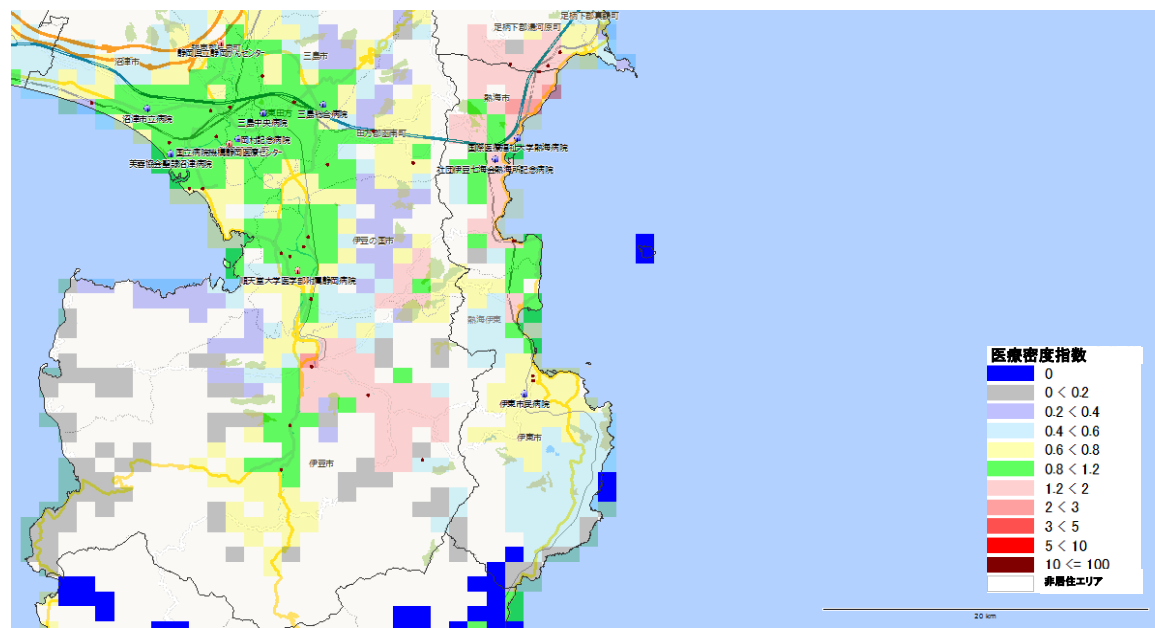 足柄下郡真鶴町
足柄下郡湯河原町
静岡県立静岡がんセンター
沼津市
三島市
熱海市
沼津市立病院
駿東田方
三島総合病院
三島中央病院
田方郡函南町
岡村記念病院
国際医療福祉大学熱海病院
国立病院機構静岡医療センター
芙蓉協会聖隷沼津病院
社団伊豆七海会熱海所記念病院
伊豆の国市
順天堂大学医学部附属静岡病院
熱海伊東
伊東市民病院
伊東市
伊豆市
医療密度指数
0
0 < 0.2
0.2 < 0.4
0.4 < 0.6
0.6 < 0.8
0.8 < 1.2
1.2 < 2
2 < 3
3 < 5
5 < 10
10 <= 100
非居住エリア
20 km